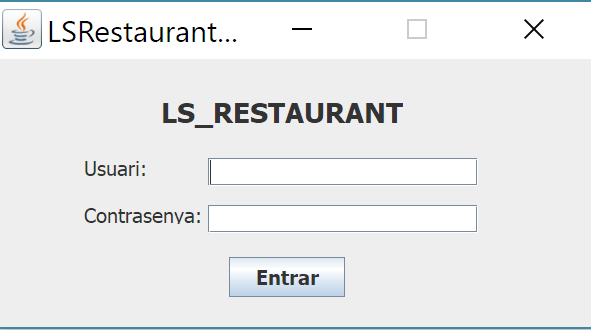 LSRestaurant...
LS_RESTAURANT
Usuari:
Contrasenya:
Entrar